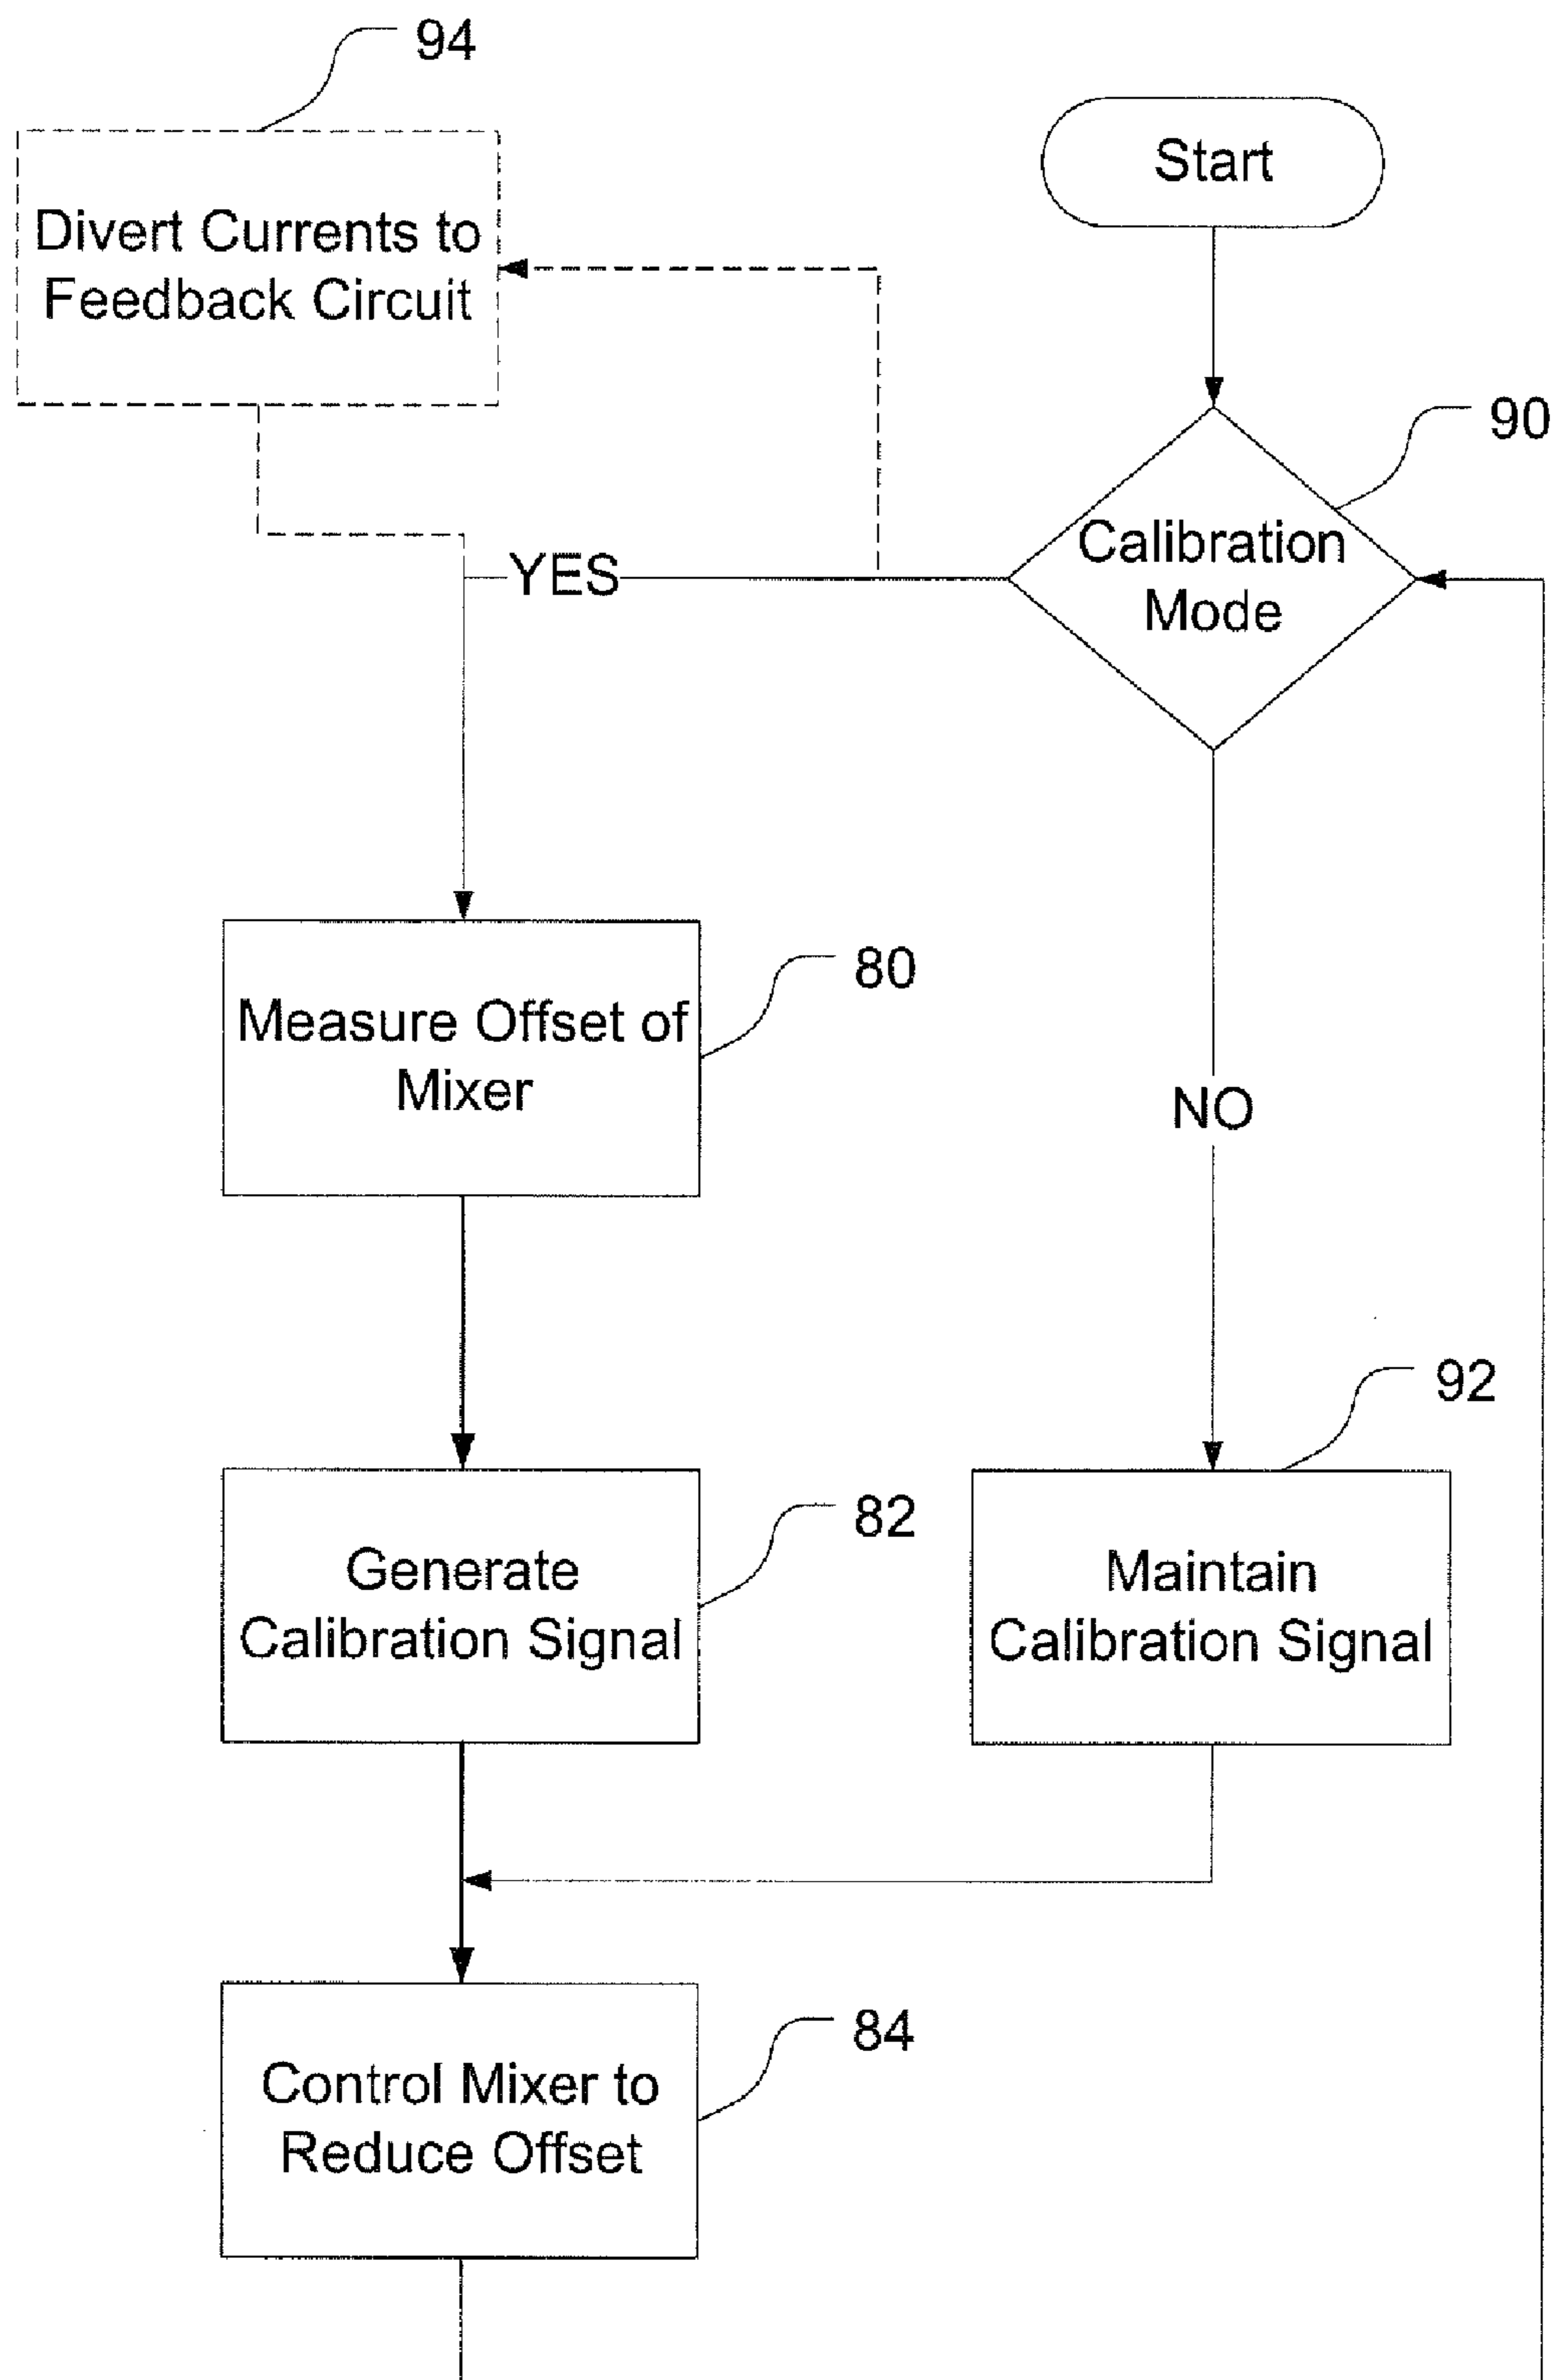 94
Start
Divert Currents to
Feedback Circuit
90
Calibration
Mode
YES
80
Measure Offset of
Mixer
NO
92
82
Generate
Calibration Signal
Maintain
Calibration Signal
84
Control Mixer to
Reduce Offset